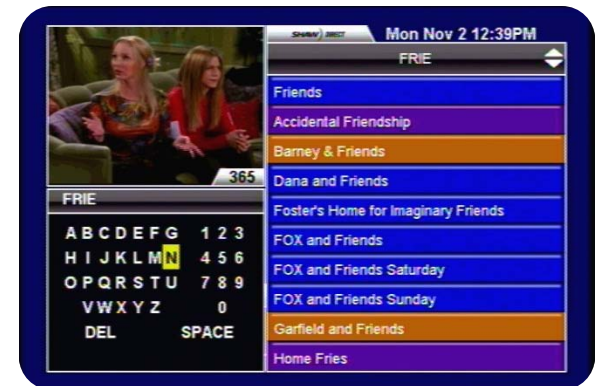 SHAW) DIRECT
Mon Nov 2 12:39PM
FRIE
Friends
Accidental Friendship
Barney & Friends
Dana and Friends
Foster's Home for Imaginary Friends
FOX and Friends
FOX and Friends Saturday
FOX and Friends Sunday
Garfield and Friends
Home Fries
365
FRIE
A B C D E F G 1 2 3
H I J K L M N 4 5 6
O P Q R S T U 7 8 9
V W X Y Z 0
DEL SPACE